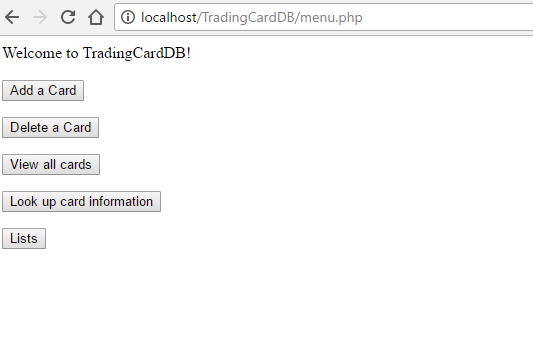 localhost/TradingCardDB/menu.php
Welcome to TradingCardDB!
Add a Card
Delete a Card
View all cards
Look up card information
Lists